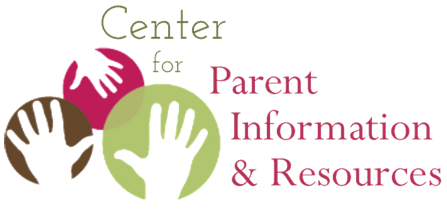 Center
for
Parent
Information
& Resources